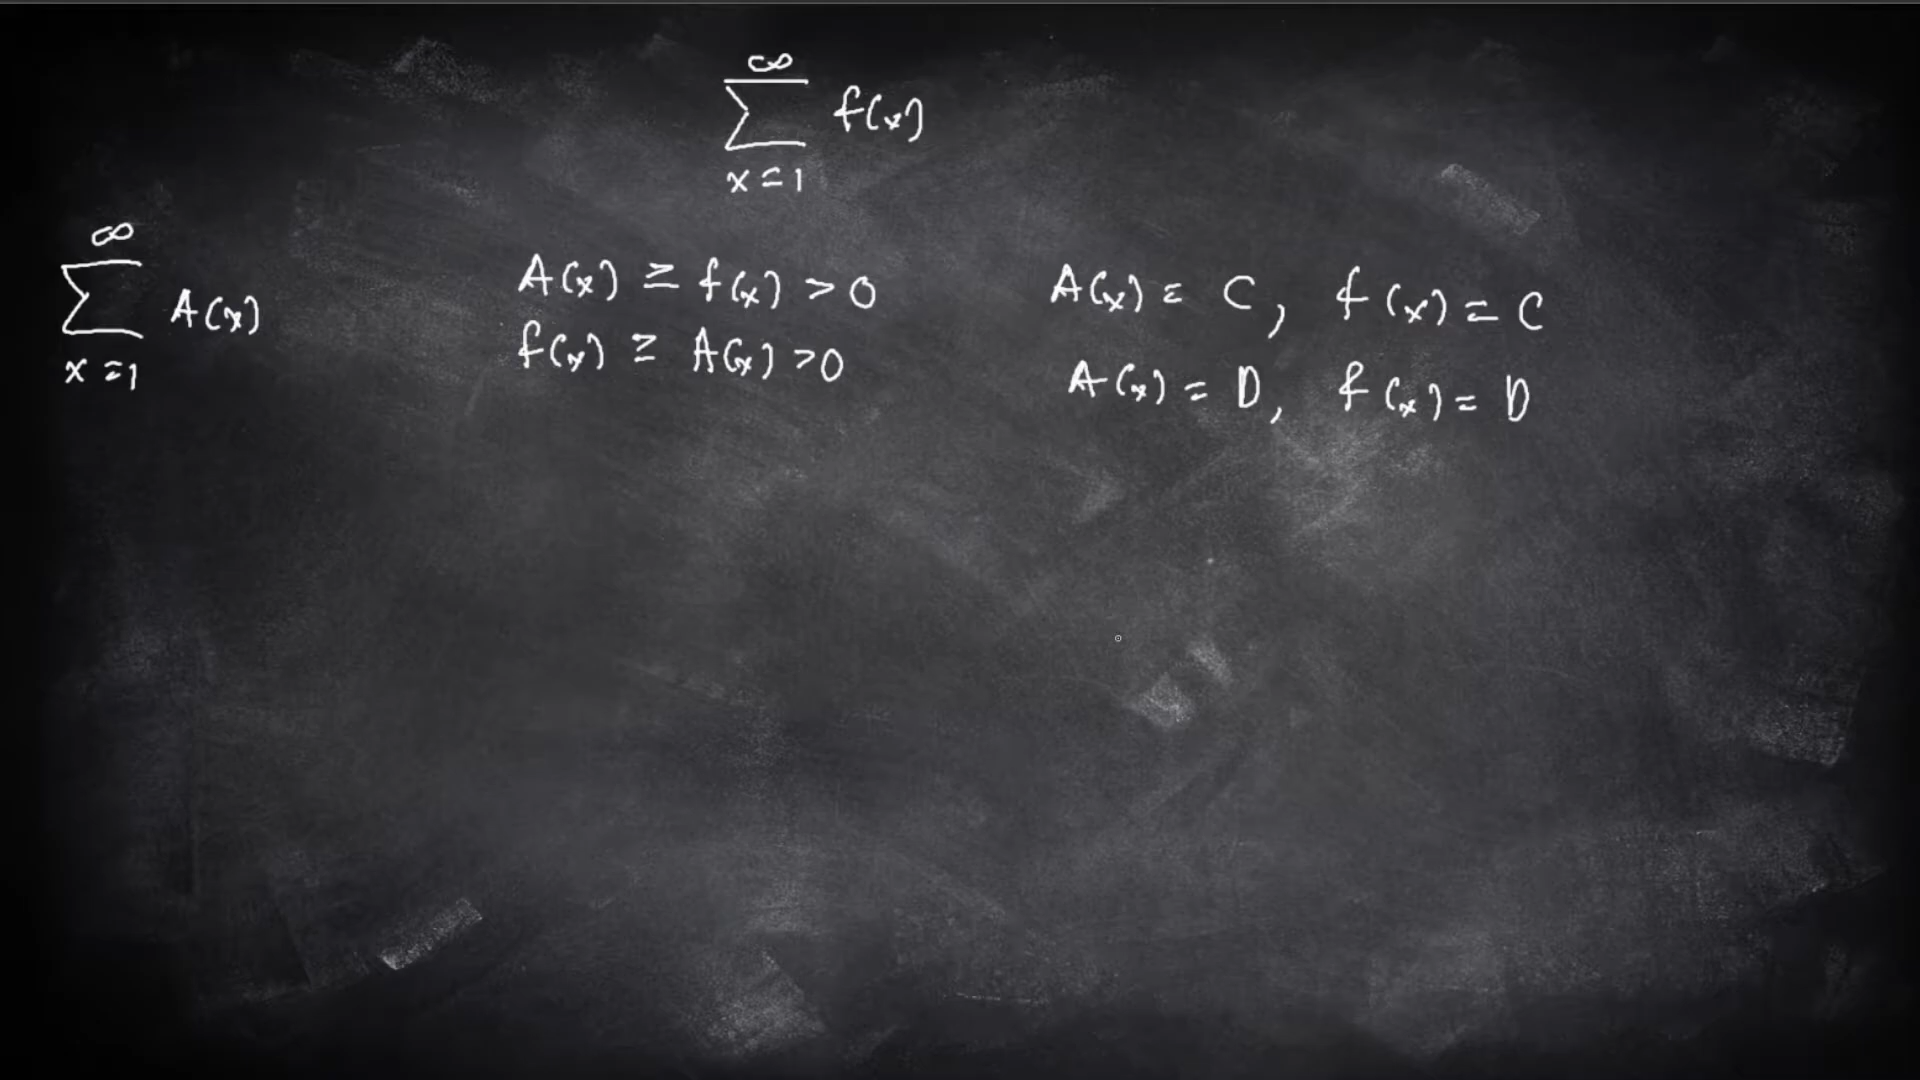 ∞
∑ f(x)
x=1
∞
∑ A(x)
x=1
A(x) ≥ f(x) > 0
f(x) ≥ A(x) > 0
A(x) = C, f(x) = C
A(x) = D, f(x) = D